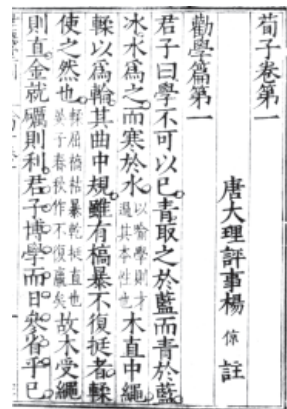 荀子卷第一
唐大理評事楊 倞 註
勸學篇第一
君子曰學不可以已青取之於藍而青於藍
冰水爲之而寒於水以喻學則才過其本性也木直中繩
輮以爲輪其曲中規雖有槁暴不復挺者輮
使之然也輮屈槁枯暴乾挺直也晏子春秋作不復贏矣故木受繩
則直金就礪則利君子博學而日參省乎己